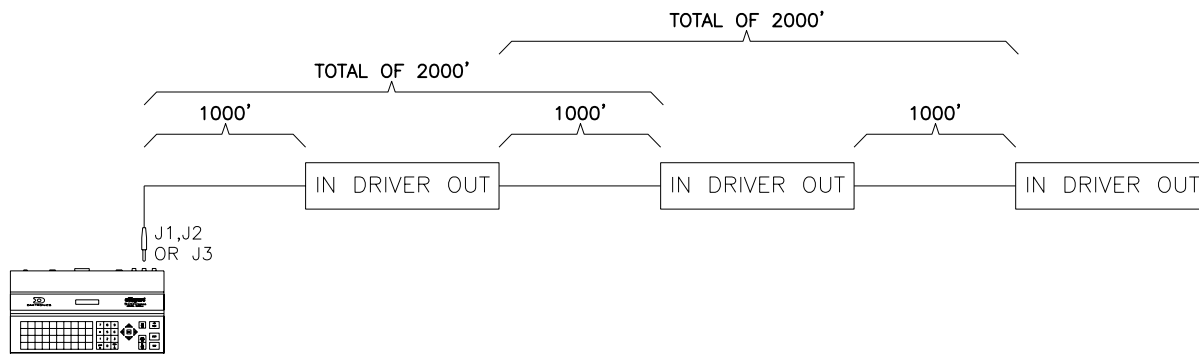 TOTAL OF 2000'
TOTAL OF 2000'
1000'
1000'
1000'
IN DRIVER OUT
IN DRIVER OUT
IN DRIVER OUT
J1,J2
OR J3
DAKTRONICS